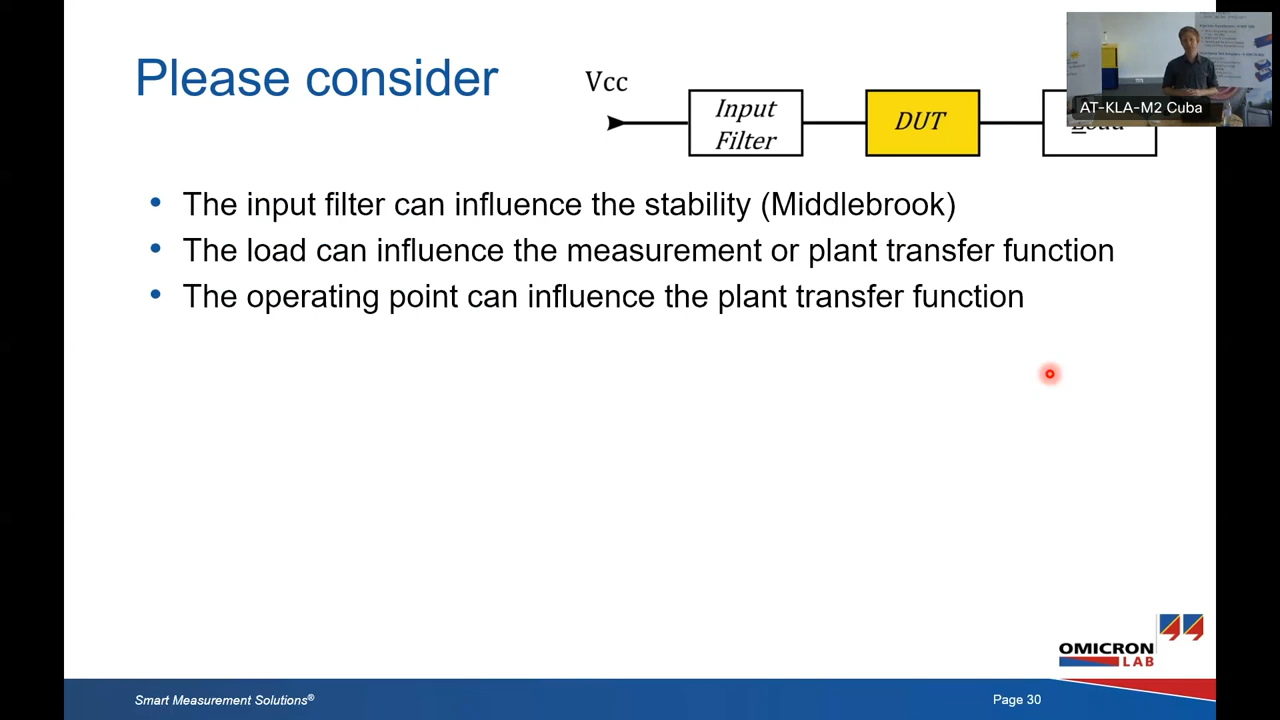 Please consider
Vcc
Input
Filter
DUT
AT-KLA-M2 Cuba
• The input filter can influence the stability (Middlebrook)
• The load can influence the measurement or plant transfer function
• The operating point can influence the plant transfer function
OMICRON
LAB
Smart Measurement Solutions®
Page 30